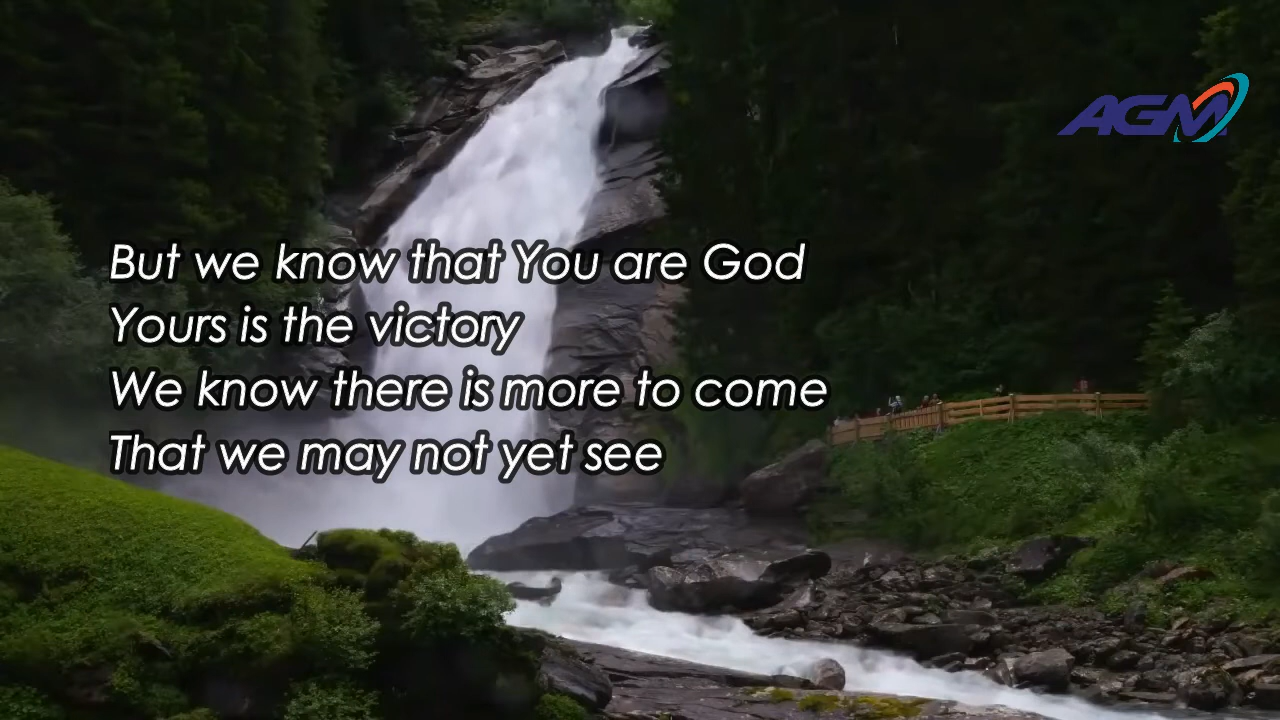 AGM
But we know that You are God
Yours is the victory
We know there is more to come
That we may not yet see